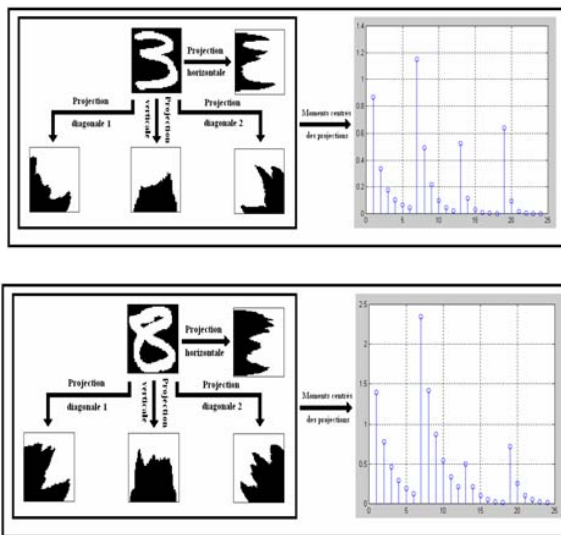 3
Projection
horizontale
Projection
diagonale 1
Projection
verticale
Projection
diagonale 2
Moments centrés
des projections
1.4
1.2
1
0.8
0.6
0.4
0.2
0
0 5 10 15 20 25
8
Projection
horizontale
Projection
diagonale 1
Projection
verticale
Projection
diagonale 2
Moments centrés
des projections
2.5
2
1.5
1
0.5
0
0 5 10 15 20 25